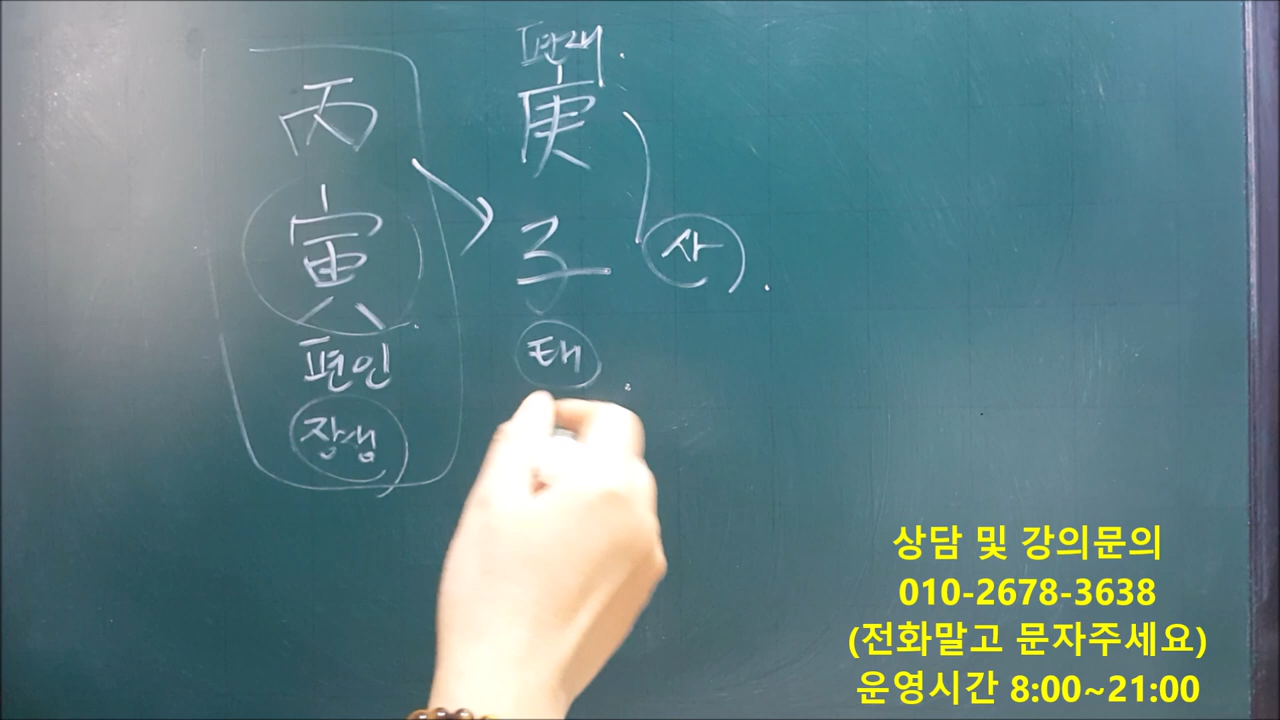 丙
寅
편인
장생
편재
庚
子
태
사
상담 및 강의문의
010-2678-3638
(전화말고 문자주세요)
운영시간 8:00~21:00